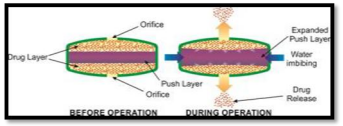 Orifice
Drug Layer
Push Layer
Orifice
BEFORE OPERATION
Expanded
Push Layer
Water
imbibing
Drug
Release
DURING OPERATION